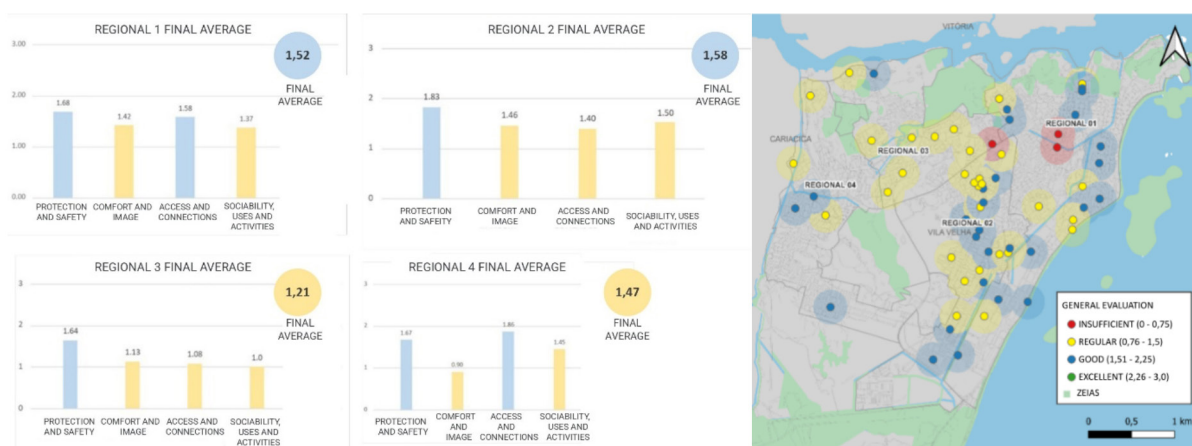 REGIONAL 1 FINAL AVERAGE
3.00
2.00
1.00
0.00
1.68
1.42
1.58
1.37
1,52
FINAL
AVERAGE
PROTECTION
AND SAFETY
COMFORT AND
IMAGE
ACCESS AND
CONNECTIONS
SOCIABILITY,
USES AND
ACTIVITIES
REGIONAL 2 FINAL AVERAGE
3
2
1
0
1.83
1.46
1.40
1.50
1,58
FINAL
AVERAGE
PROTECTION
AND SAFEITY
COMFORT AND
IMAGE
ACCESS AND
CONNECTIONS
SOCIABILITY, USES
AND ACTIVITIES
REGIONAL 3 FINAL AVERAGE
3
2
1
0
1.64
1.13
1.08
1.0
1,21
FINAL
AVERAGE
PROTECTION
AND SAFETY
COMFORT AND
IMAGE
ACCESS AND
CONNECTIONS
SOCIABILITY,
USES AND
ACTIVITIES
REGIONAL 4 FINAL AVERAGE
3
2
1
0
1.67
1.86
1.45
1,47
FINAL
AVERAGE
PROTECTION
AND SAFETY
COMFORT
AND
IMAGE
ACCESS
AND
CONNECTIONS
SOCIABILITY,
USES AND
ACTIVITIES
VITÓRIA
CARIACICA
REGIONAL 01
REGIONAL 03
REGIONAL 04
REGIONAL 02
VILA VELHA
GENERAL EVALUATION
INSUFFICIENT (0 - 0,75)
REGULAR (0,76 - 1,5)
GOOD (1,51 - 2,25)
EXCELLENT (2,26 - 3,0)
ZEIAS
0 0,5 1 km